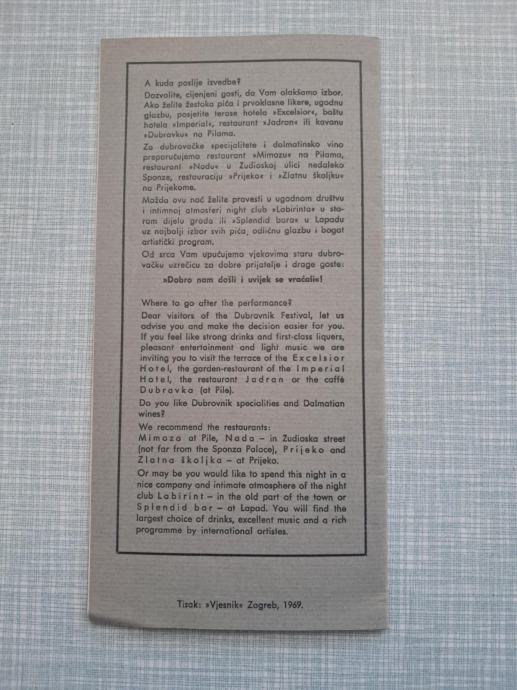 A kuda poslije izvedbe?
Dozvolite, cijenjeni gosti, da Vam olakšamo izbor.
Ako želite žestoka pića i prvoklasne likere, ugodnu
glazbu, posjetite terase hotela »Excelsior«, baštu
hotela »Imperial«, restaurant »Jadran« ili kavanu
»Dubravku« na Pilama.
Za dubrovačke specijalitete i dalmatinsko vino
preporučujemo restaurant »Mimozu« na Pilama,
restaurant »Nadu« u Žudioskoj ulici nedaleko
Sponze, restauraciju »Prijeko« i »Zlatnu školjku«
na Prijekome.
Možda ovu noć želite provesti u ugodnom društvu
i intimnoj atmosferi night club »Labirinta« u sta-
rom dijelu grada ili »Splendid bara« u Lapadu
uz najbolji izbor svih pića, odličnu glazbu i bogat
artistički program.
Od srca Vam upućujemo vjekovima staru dubro-
vačku uzrečicu za dobre prijatelje i drage goste:
»Dobro nam došli i uvijek se vraćali«!
Where to go after the performance?
Dear visitors of the Dubrovnik Festival, let us
advise you and make the decision easier for you.
If you feel like strong drinks and first-class liquers,
pleasant entertainment and light music we are
inviting you to visit the terrace of the Excelsior
Hotel, the garden-restaurant of the Imperial
Hotel, the restaurant Jadran or the caffé
Dubravka (at Pile).
Do you like Dubrovnik specialities and Dalmatian
wines?
We recommend the restaurants:
Mimoza at Pile, Nada – in Žudioska street
(not far from the Sponza Palace), Prijeko and
Zlatna školjka – at Prijeko.
Or may be you would like to spend this night in a
nice company and intimate atmosphere of the night
club Labirint – in the old part of the town or
Splendid bar – at Lapad. You will find the
largest choice of drinks, excellent music and a rich
programme by international artistes.
Tisak: »Vjesnik« Zagreb, 1969.